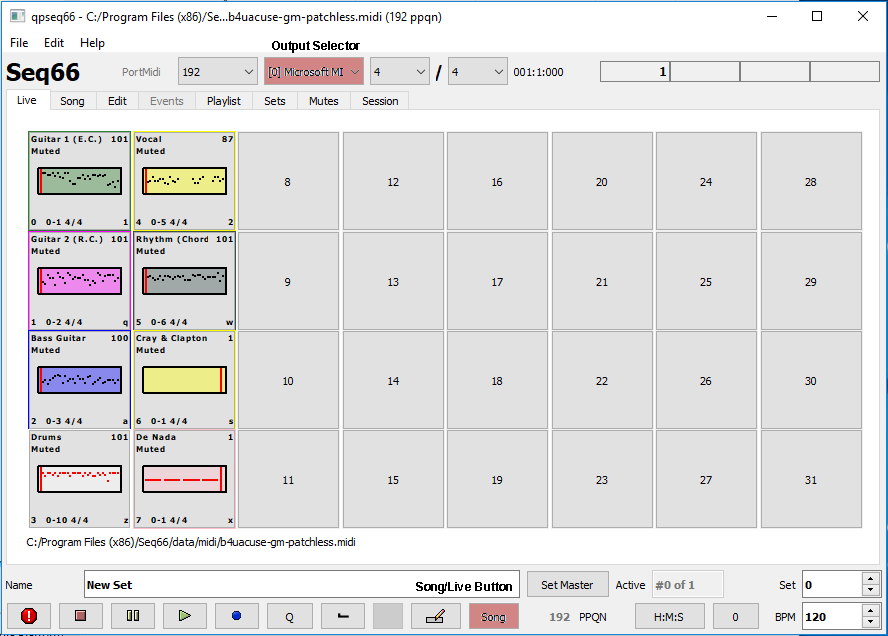 qpseq66 - C:/Program Files (x86)/Se...b4uacuse-gm-patchless.midi (192 ppqn)
File Edit Help
Output Selector
Seq66 PortMidi 192 [0] Microsoft MI 4 / 4 001:1:000 1
Live Song Edit Events Playlist Sets Mutes Session
Guitar 1 (E.C.) 101 Vocal 87
Muted Muted
8 12 16 20 24 28
0 0-1 4/4 1 4 0-5 4/4 2
Guitar 2 (R.C.) 101 Rhythm (Chord 101
Muted Muted
9 13 17 21 25 29
1 0-2 4/4 q 5 0-6 4/4 w
Bass Guitar 100 Cray & Clapton 1
Muted Muted
10 14 18 22 26 30
2 0-3 4/4 a 6 0-1 4/4 s
Drums 101 De Nada 1
Muted Muted
11 15 19 23 27 31
3 0-10 4/4 z 7 0-1 4/4 x
C:/Program Files (x86)/Seq66/data/midi/b4uacuse-gm-patchless.midi
Name New Set Song/Live Button Set Master Active #0 of 1 Set 0
Q Song 192 PPQN H:M:S 0 BPM 120